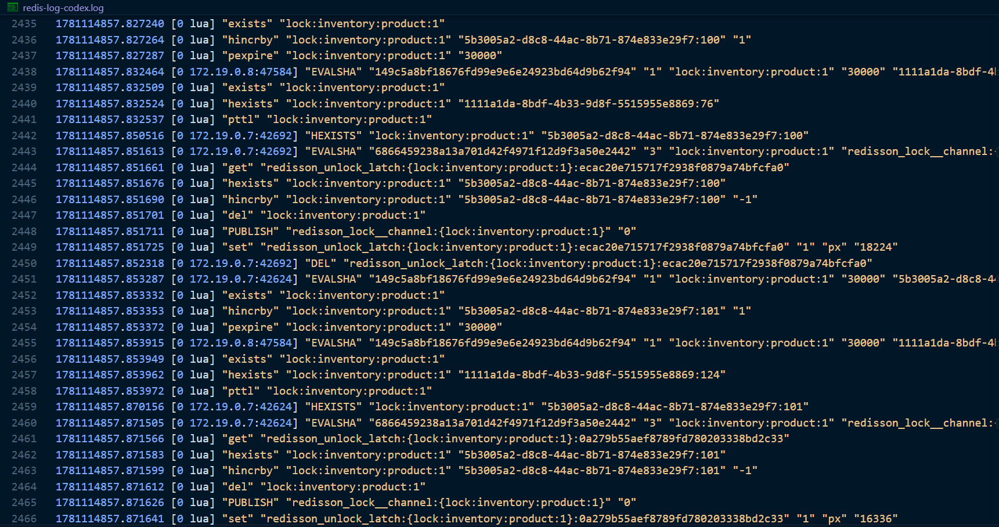 redis-log-codex.log
2435 1781114857.827240 [0 lua] "exists" "lock:inventory:product:1"
2436 1781114857.827264 [0 lua] "hincrby" "lock:inventory:product:1" "5b3005a2-d8c8-44ac-8b71-874e833e29f7:100" "1"
2437 1781114857.827287 [0 lua] "pexpire" "lock:inventory:product:1" "30000"
2438 1781114857.832464 [0 172.19.0.8:47584] "EVALSHA" "149c5a8bf18676fd99e9e6e24923bd64d9b62f94" "1" "lock:inventory:product:1" "30000" "1111a1da-8bdf-4
2439 1781114857.832509 [0 lua] "exists" "lock:inventory:product:1"
2440 1781114857.832524 [0 lua] "hexists" "lock:inventory:product:1" "1111a1da-8bdf-4b33-9d8f-5515955e8869:76"
2441 1781114857.832537 [0 lua] "pttl" "lock:inventory:product:1"
2442 1781114857.850516 [0 172.19.0.7:42692] "HEXISTS" "lock:inventory:product:1" "5b3005a2-d8c8-44ac-8b71-874e833e29f7:100"
2443 1781114857.851613 [0 172.19.0.7:42692] "EVALSHA" "6866459238a13a701d42f4971f12d9f3a50e2442" "3" "lock:inventory:product:1" "redisson_lock__channel:
2444 1781114857.851661 [0 lua] "get" "redisson_unlock_latch:{lock:inventory:product:1}:ecac20e715717f2938f0879a74bfcfa0"
2445 1781114857.851676 [0 lua] "hexists" "lock:inventory:product:1" "5b3005a2-d8c8-44ac-8b71-874e833e29f7:100"
2446 1781114857.851690 [0 lua] "hincrby" "lock:inventory:product:1" "5b3005a2-d8c8-44ac-8b71-874e833e29f7:100" "-1"
2447 1781114857.851701 [0 lua] "del" "lock:inventory:product:1"
2448 1781114857.851711 [0 lua] "PUBLISH" "redisson_lock__channel:{lock:inventory:product:1}" "0"
2449 1781114857.851725 [0 lua] "set" "redisson_unlock_latch:{lock:inventory:product:1}:ecac20e715717f2938f0879a74bfcfa0" "1" "px" "18224"
2450 1781114857.852318 [0 172.19.0.7:42692] "DEL" "redisson_unlock_latch:{lock:inventory:product:1}:ecac20e715717f2938f0879a74bfcfa0"
2451 1781114857.853287 [0 172.19.0.7:42624] "EVALSHA" "149c5a8bf18676fd99e9e6e24923bd64d9b62f94" "1" "lock:inventory:product:1" "30000" "5b3005a2-d8c8-4
2452 1781114857.853332 [0 lua] "exists" "lock:inventory:product:1"
2453 1781114857.853353 [0 lua] "hincrby" "lock:inventory:product:1" "5b3005a2-d8c8-44ac-8b71-874e833e29f7:101" "1"
2454 1781114857.853372 [0 lua] "pexpire" "lock:inventory:product:1" "30000"
2455 1781114857.853915 [0 172.19.0.8:47584] "EVALSHA" "149c5a8bf18676fd99e9e6e24923bd64d9b62f94" "1" "lock:inventory:product:1" "30000" "1111a1da-8bdf-4
2456 1781114857.853949 [0 lua] "exists" "lock:inventory:product:1"
2457 1781114857.853962 [0 lua] "hexists" "lock:inventory:product:1" "1111a1da-8bdf-4b33-9d8f-5515955e8869:124"
2458 1781114857.853972 [0 lua] "pttl" "lock:inventory:product:1"
2459 1781114857.870156 [0 172.19.0.7:42624] "HEXISTS" "lock:inventory:product:1" "5b3005a2-d8c8-44ac-8b71-874e833e29f7:101"
2460 1781114857.871505 [0 172.19.0.7:42624] "EVALSHA" "6866459238a13a701d42f4971f12d9f3a50e2442" "3" "lock:inventory:product:1" "redisson_lock__channel:
2461 1781114857.871566 [0 lua] "get" "redisson_unlock_latch:{lock:inventory:product:1}:0a279b55aef8789fd780203338bd2c33"
2462 1781114857.871583 [0 lua] "hexists" "lock:inventory:product:1" "5b3005a2-d8c8-44ac-8b71-874e833e29f7:101"
2463 1781114857.871599 [0 lua] "hincrby" "lock:inventory:product:1" "5b3005a2-d8c8-44ac-8b71-874e833e29f7:101" "-1"
2464 1781114857.871612 [0 lua] "del" "lock:inventory:product:1"
2465 1781114857.871626 [0 lua] "PUBLISH" "redisson_lock__channel:{lock:inventory:product:1}" "0"
2466 1781114857.871641 [0 lua] "set" "redisson_unlock_latch:{lock:inventory:product:1}:0a279b55aef8789fd780203338bd2c33" "1" "px" "16336"